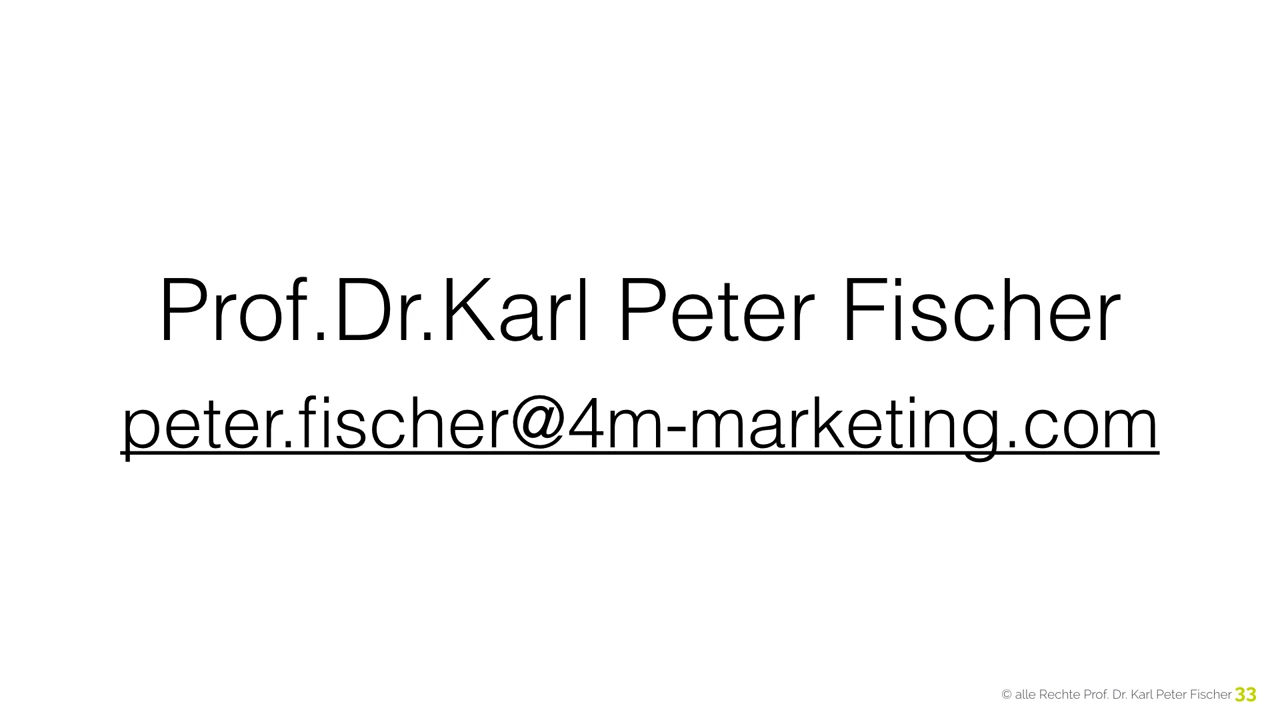 Prof.Dr.Karl Peter Fischer
peter.fischer@4m-marketing.com
© alle Rechte Prof. Dr. Karl Peter Fischer 33